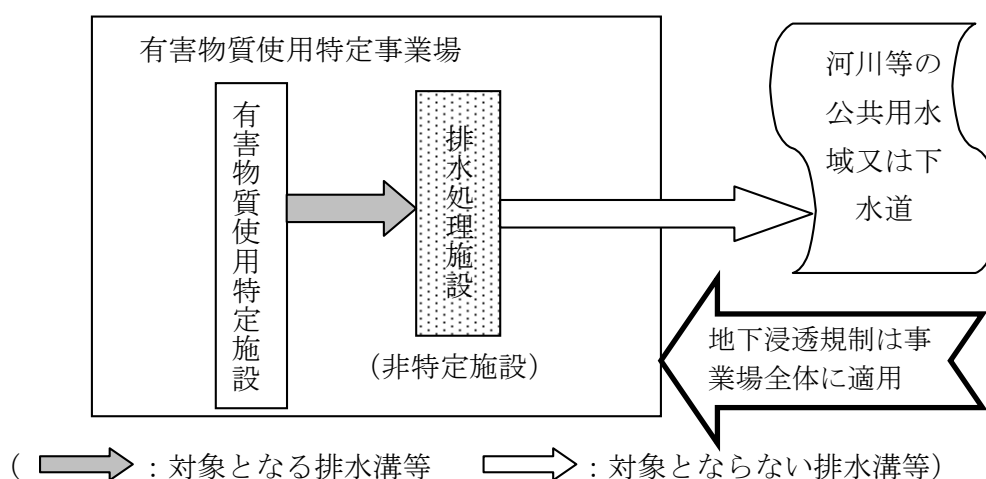 有害物質使用特定事業場
有害物質使用特定施設
排水処理施設
(非特定施設)
河川等の
公共用水
域又は下
水道
地下浸透規制は事
業場全体に適用
( :対象となる排水溝等 :対象とならない排水溝等)